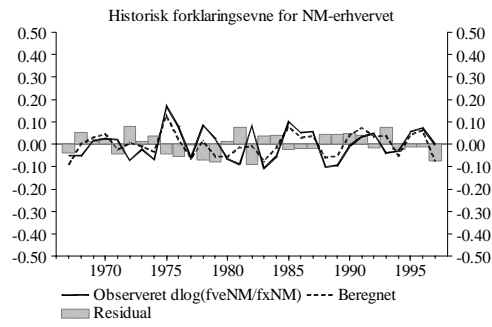 Historisk forklaringsevne for NM-erhvervet
0.50 0.50
0.40 0.40
0.30 0.30
0.20 0.20
0.10 0.10
0.00 0.00
-0.10 -0.10
-0.20 -0.20
-0.30 -0.30
-0.40 -0.40
-0.50 -0.50
1970 1975 1980 1985 1990 1995
Observeret dlog(fveNM/fxNM) Beregnet
Residual